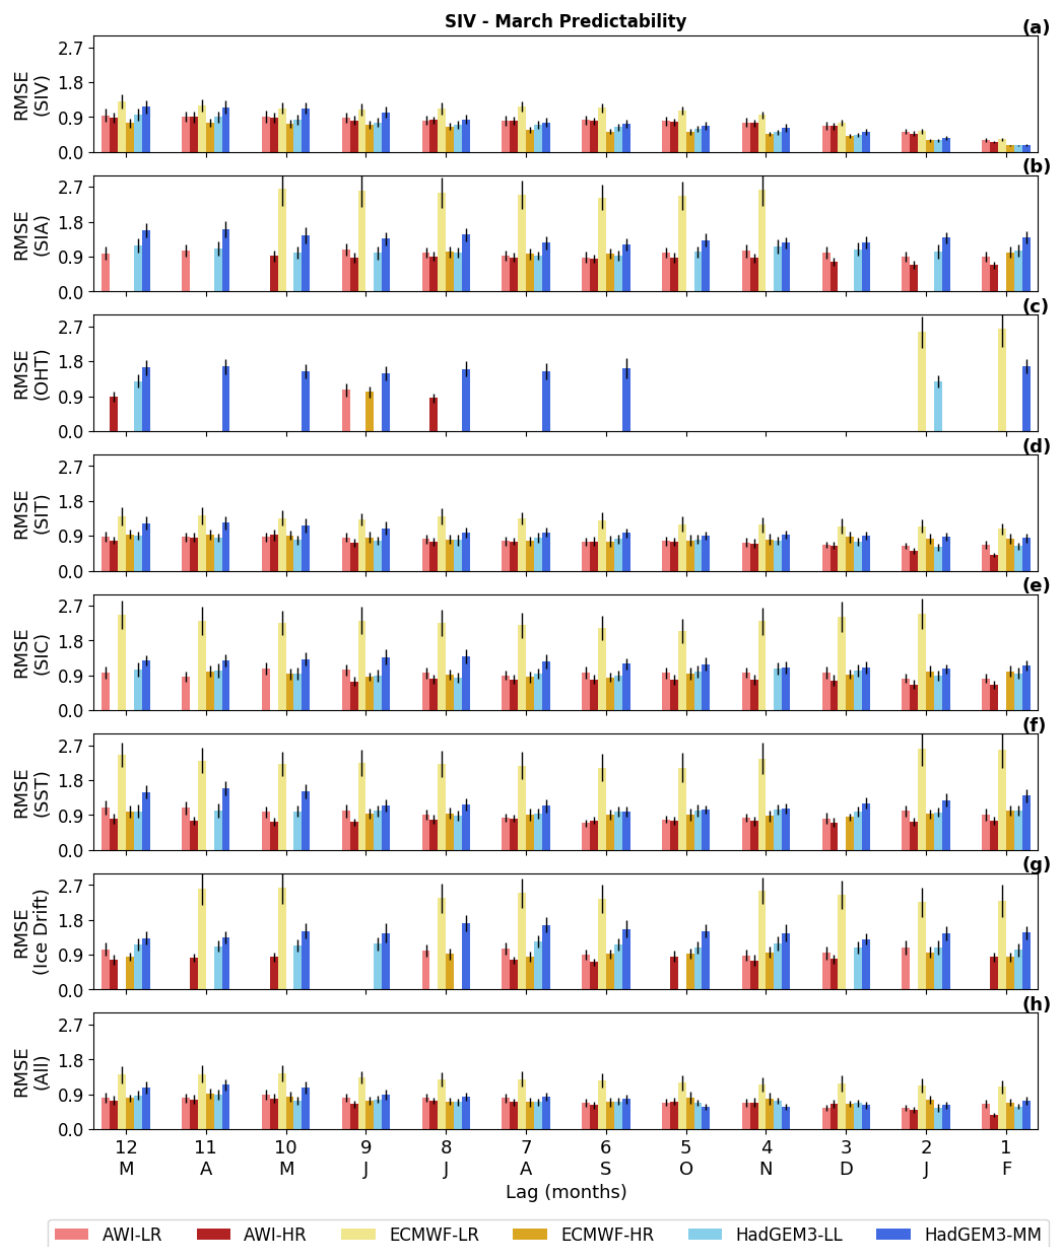 SIV - March Predictability
(a)
RMSE
(SIV)
2.7
1.8
0.9
0.0
(b)
RMSE
(SIA)
2.7
1.8
0.9
0.0
(c)
RMSE
(OHT)
2.7
1.8
0.9
0.0
(d)
RMSE
(SIT)
2.7
1.8
0.9
0.0
(e)
RMSE
(SIC)
2.7
1.8
0.9
0.0
(f)
RMSE
(SST)
2.7
1.8
0.9
0.0
(g)
RMSE
(Ice Drift)
2.7
1.8
0.9
0.0
(h)
RMSE
(All)
2.7
1.8
0.9
0.0
12 11 10 9 8 7 6 5 4 3 2 1
M A M J J A S O N D J F
Lag (months)
AWI-LR AWI-HR ECMWF-LR ECMWF-HR HadGEM3-LL HadGEM3-MM